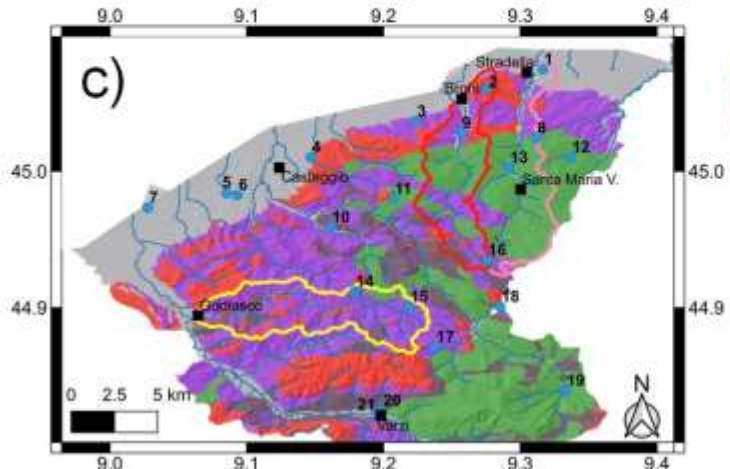 9.0 9.1 9.2 9.3 9.4
c)
Stradella 1
Broni 2
3 9 8
4 12
45.0 45.0
Casteggio 13
Santa Maria V.
5 6 11
7
10
16
14
44.9 15 18 44.9
Godiasco
17
19
0 2.5 5 km
21 20
Varzi
N
9.0 9.1 9.2 9.3 9.4